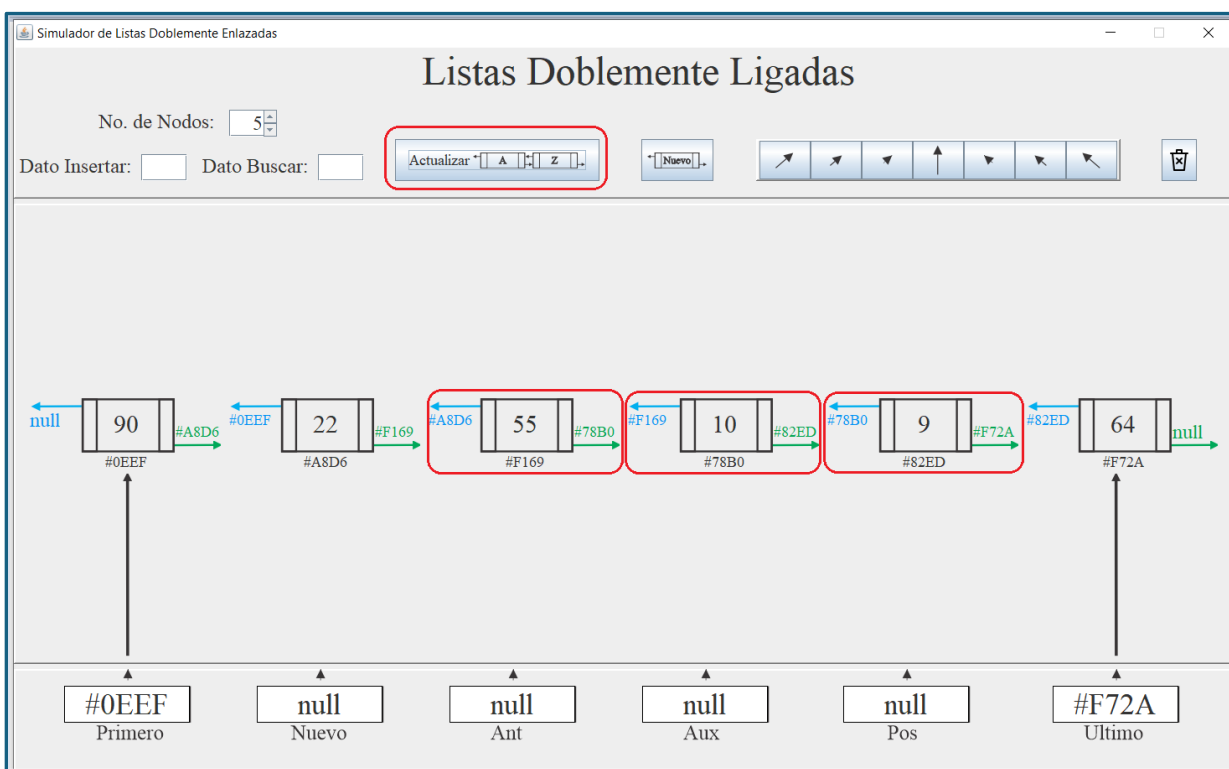 Simulador de Listas Doblemente Enlazadas
Listas Doblemente Ligadas
No. de Nodos: 5
Dato Insertar: Dato Buscar: Actualizar A Z Nuevo
null 90 #A8D6 #0EEF 22 #F169 #A8D6 55 #78B0 #F169 10 #82ED #78B0 9 #F72A #82ED 64 null
#0EEF #A8D6 #F169 #78B0 #82ED #F72A
#0EEF null null null null #F72A
Primero Nuevo Ant Aux Pos Ultimo